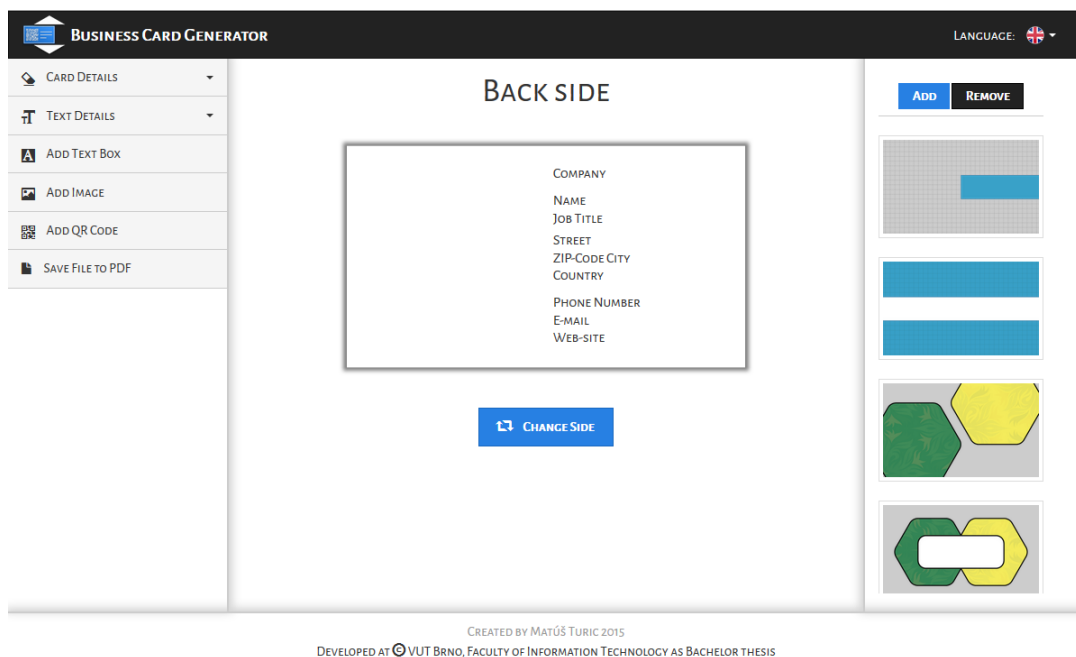 Business Card Generator
Language:
Card Details
Text Details
Add Text Box
Add Image
Add QR Code
Save File to PDF
Back side
Company
Name
Job Title
Street
ZIP-Code City
Country
Phone Number
E-mail
Web-site
Change Side
Add Remove
Created by Matúš Turic 2015
Developed at © VUT Brno, Faculty of Information Technology as Bachelor thesis